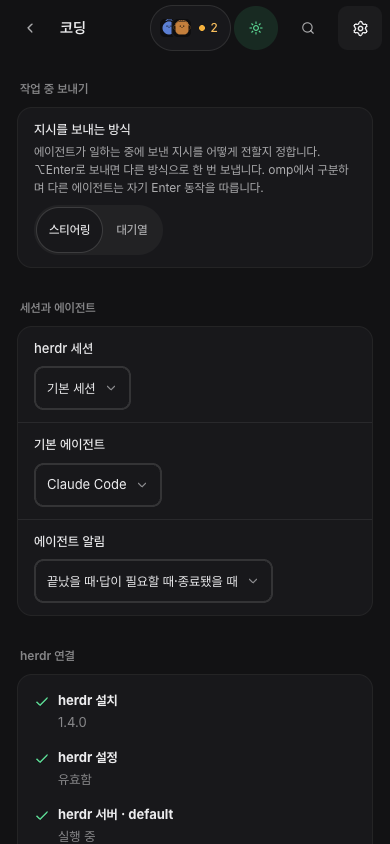 코딩
2
작업 중 보내기
지시를 보내는 방식
에이전트가 일하는 중에 보낸 지시를 어떻게 전할지 정합니다.
⌥Enter로 보내면 다른 방식으로 한 번 보냅니다. omp에서 구분하
며 다른 에이전트는 자기 Enter 동작을 따릅니다.
스티어링 대기열
세션과 에이전트
herdr 세션
기본 세션
기본 에이전트
Claude Code
에이전트 알림
끝났을 때·답이 필요할 때·종료됐을 때
herdr 연결
herdr 설치
1.4.0
herdr 설정
유효함
herdr 서버 · default
실행 중